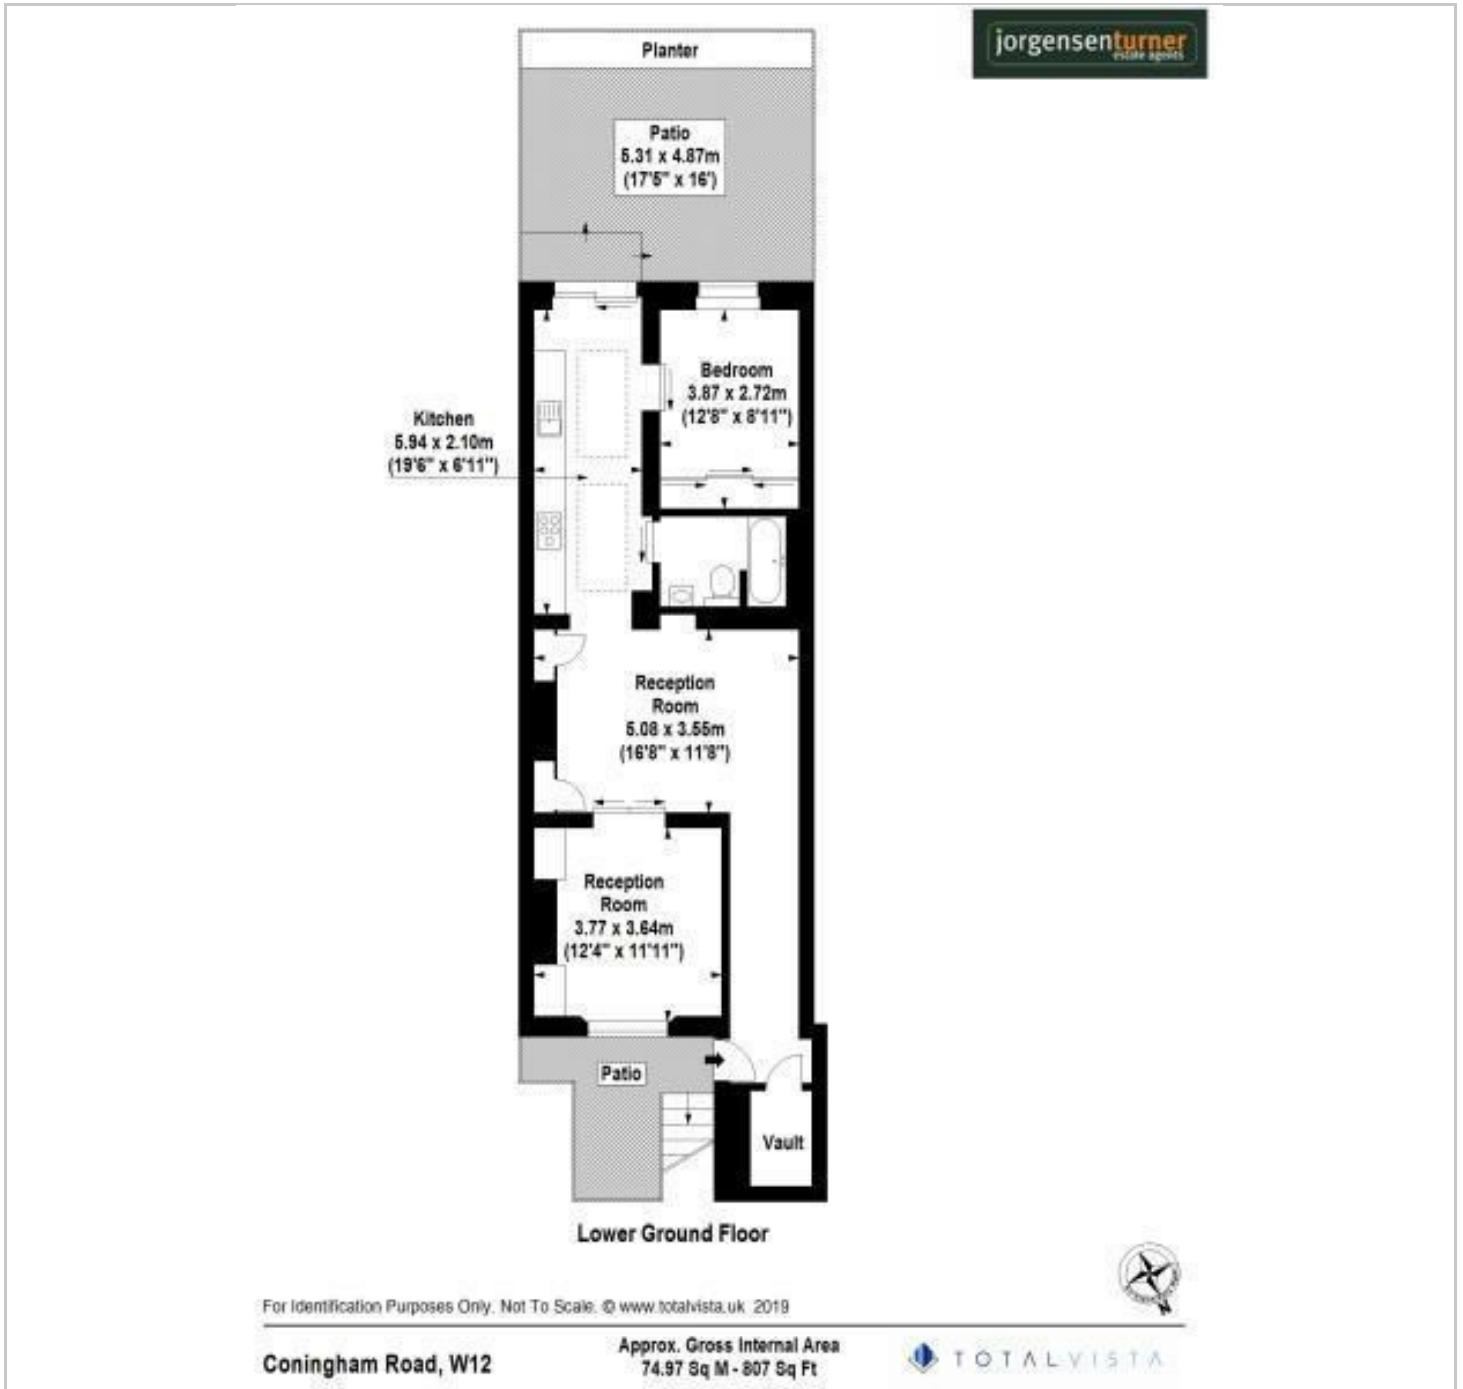 jorgensenturner
estate agents
Planter
Patio
5.31 x 4.87m
(17'5" x 16')
Bedroom
3.87 x 2.72m
(12'8" x 8'11")
Kitchen
5.94 x 2.10m
(19'6" x 6'11")
Reception
Room
5.08 x 3.55m
(16'8" x 11'8")
Reception
Room
3.77 x 3.64m
(12'4" x 11'11")
Patio
Vault
Lower Ground Floor
N
For Identification Purposes Only. Not To Scale. © www.totalvista.uk 2019
Coningham Road, W12
Approx. Gross Internal Area
74.97 Sq M - 807 Sq Ft
TOTALVISTA